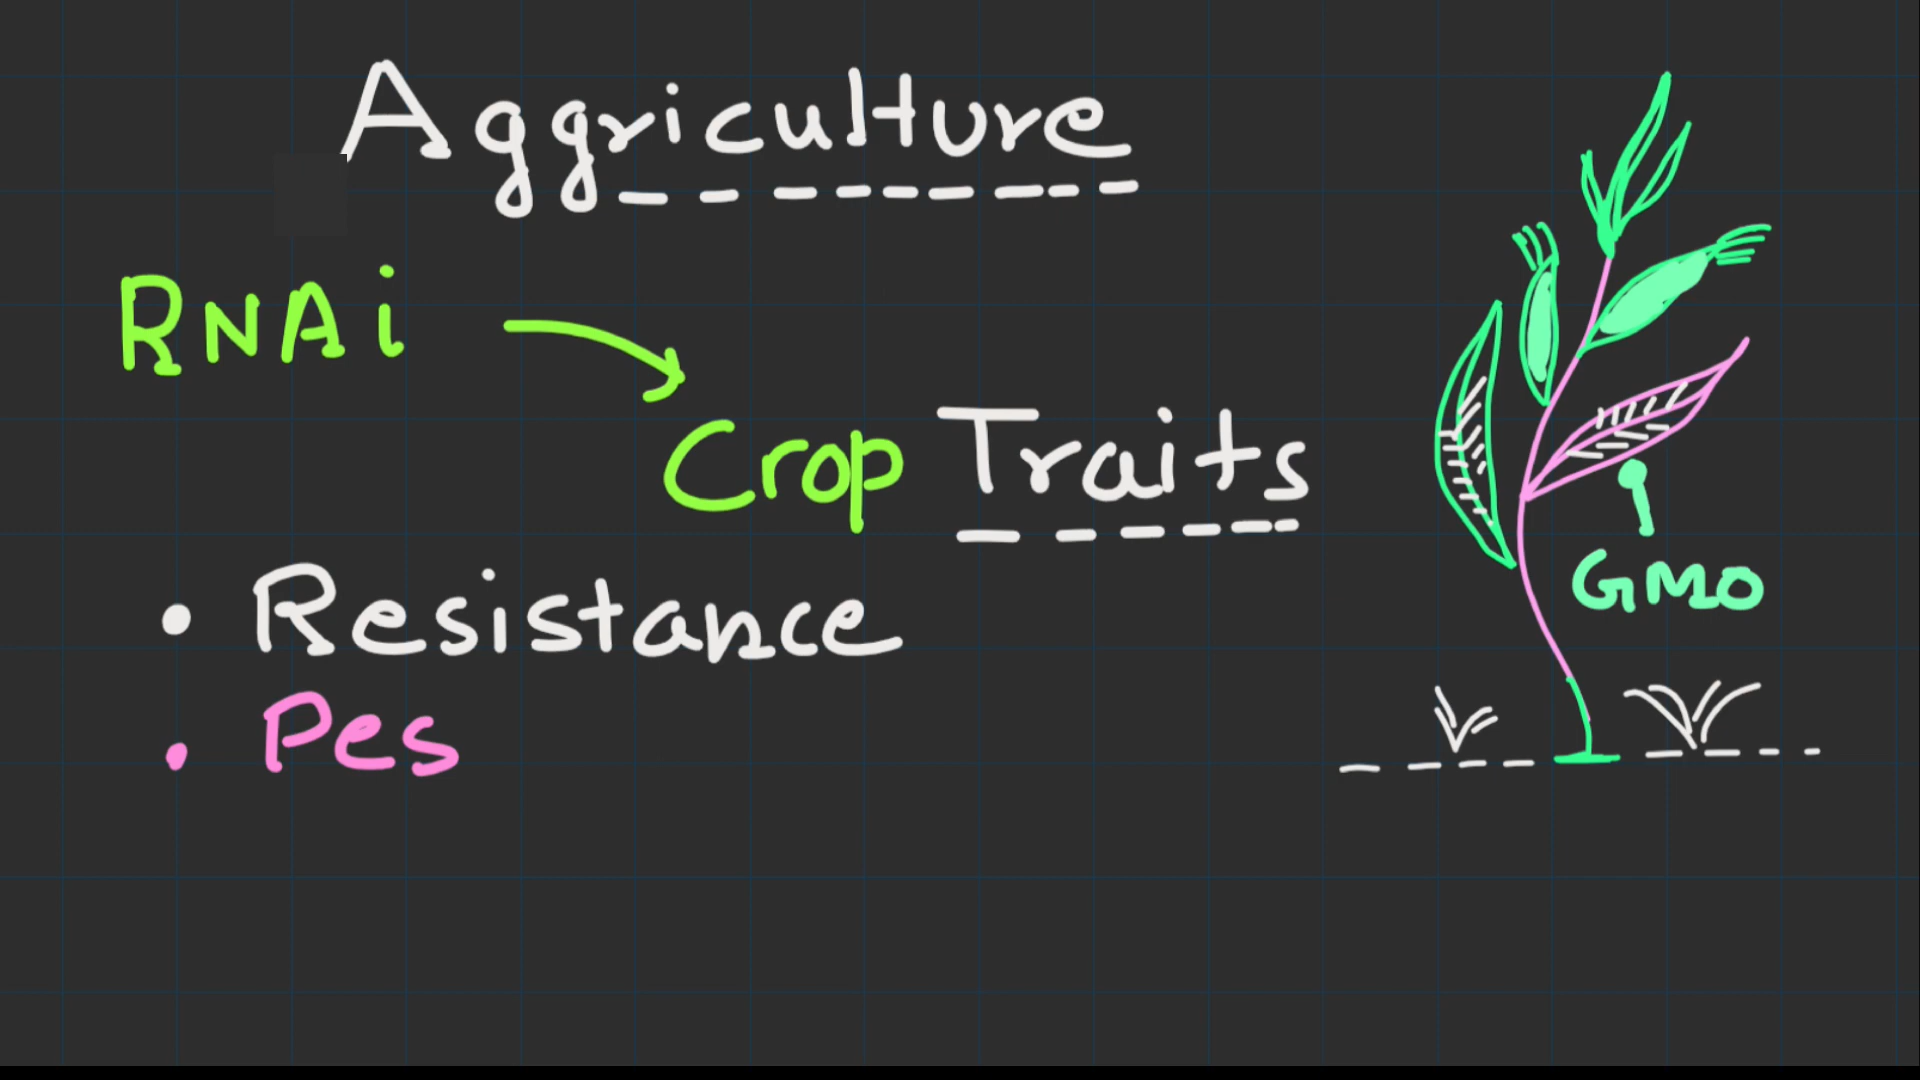 Aggriculture
RNAi
Crop Traits
• Resistance
• Pes
GMO